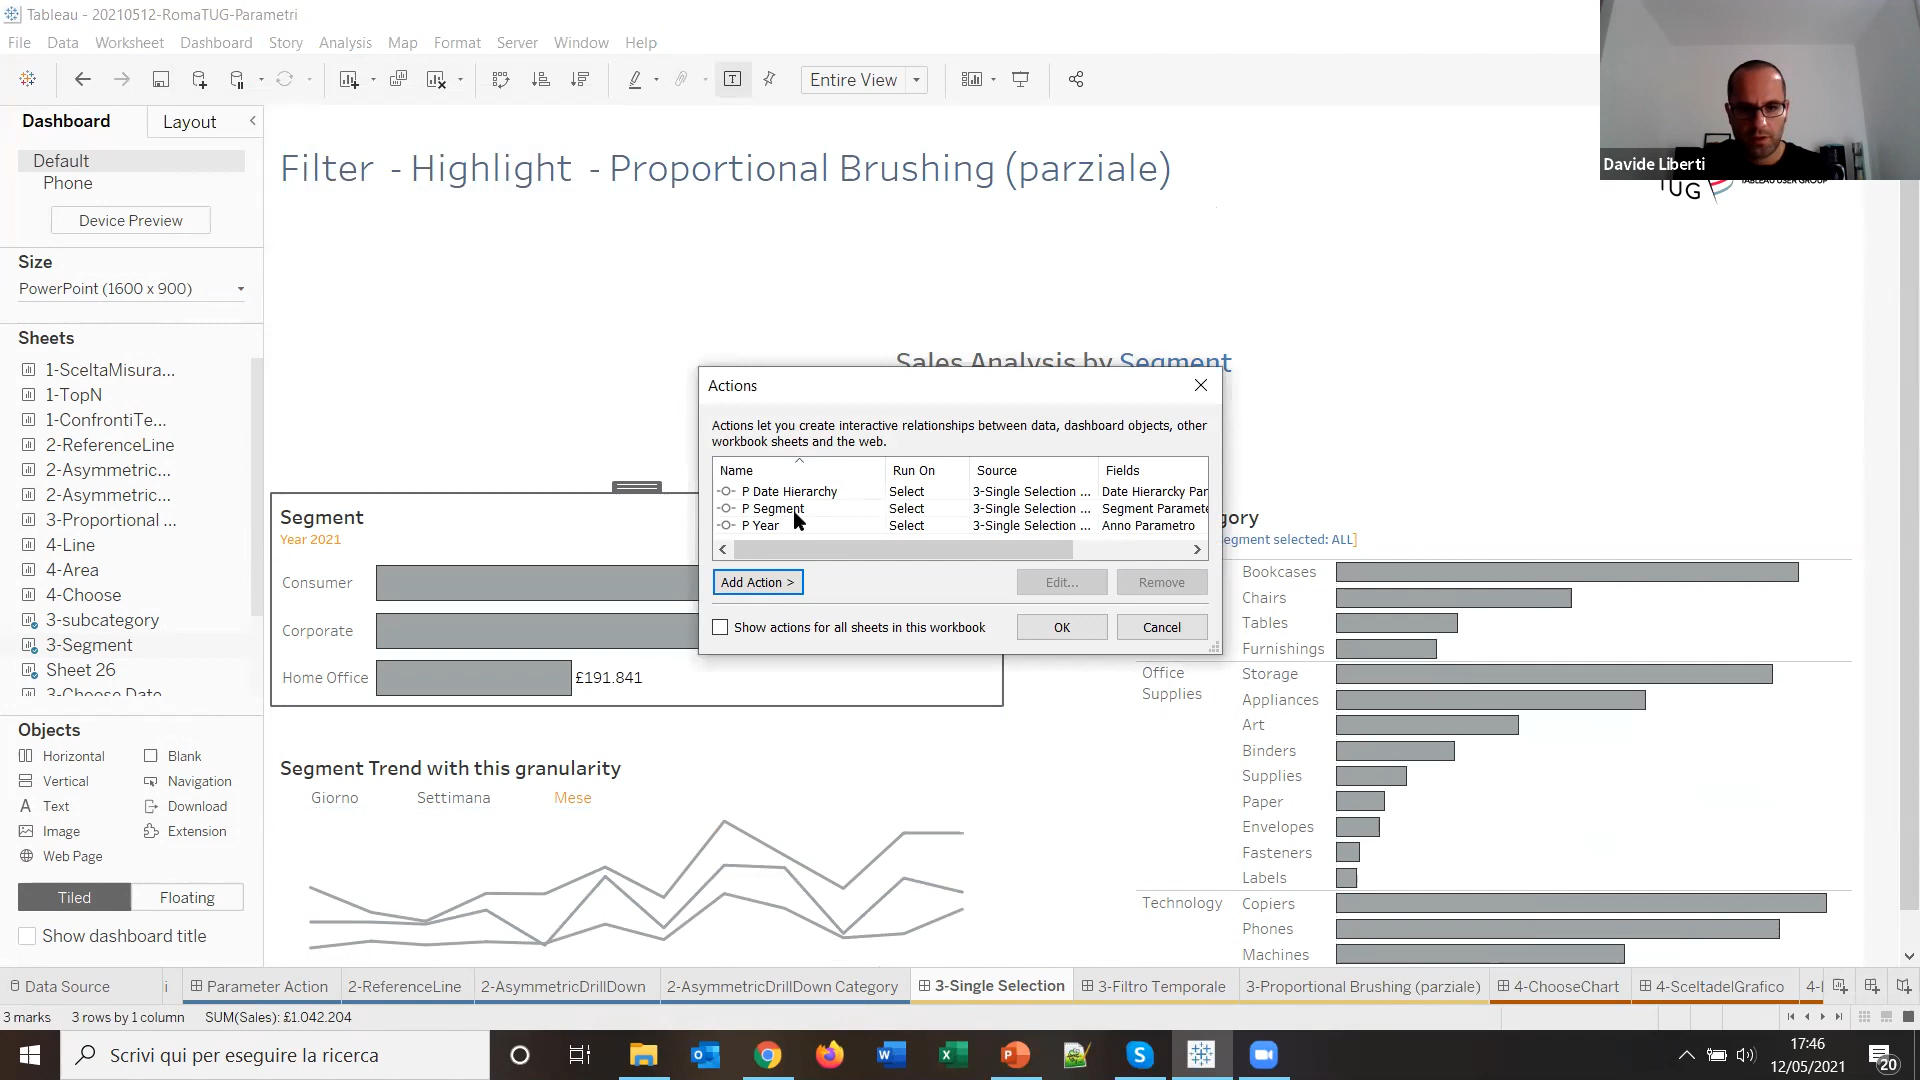 Tableau - 20210512-RomaTUG-Parametri
File Data Worksheet Dashboard Story Analysis Map Format Server Window Help
Entire View
Dashboard Layout
Default
Phone
Device Preview
Size
PowerPoint (1600 x 900)
Sheets
1-SceltaMisura...
1-TopN
1-ConfrontiTe...
2-ReferenceLine
2-Asymmetric...
2-Asymmetric...
3-Proportional ...
4-Line
4-Area
4-Choose
3-subcategory
3-Segment
Sheet 26
3-Choose Date
Objects
Horizontal Blank
Vertical Navigation
Text Download
Image Extension
Web Page
Tiled Floating
Show dashboard title
Filter - Highlight - Proportional Brushing (parziale)
Davide Liberti
TUG
TABLEAU USER GROUP
Sales Analysis by Segment
Actions
Actions let you create interactive relationships between data, dashboard objects, other
workbook sheets and the web.
Name Run On Source Fields
P Date Hierarchy Select 3-Single Selection ... Date Hierarchy Par
P Segment Select 3-Single Selection ... Segment Paramete
P Year Select 3-Single Selection ... Anno Parametro
Add Action > Edit... Remove
Show actions for all sheets in this workbook OK Cancel
Segment
Year 2021
Consumer
Corporate
Home Office £191.841
Segment Trend with this granularity
Giorno Settimana Mese
gory
egment selected: ALL]
Bookcases
Chairs
Tables
Furnishings
Office
Supplies
Storage
Appliances
Art
Binders
Supplies
Paper
Envelopes
Fasteners
Labels
Technology Copiers
Phones
Machines
Data Source i Parameter Action 2-ReferenceLine 2-AsymmetricDrillDown 2-AsymmetricDrillDown Category 3-Single Selection 3-Filtro Temporale 3-Proportional Brushing (parziale) 4-ChooseChart 4-SceltadelGrafico
3 marks 3 rows by 1 column SUM(Sales): £1.042.204
Scrivi qui per eseguire la ricerca
17:46
12/05/2021
20